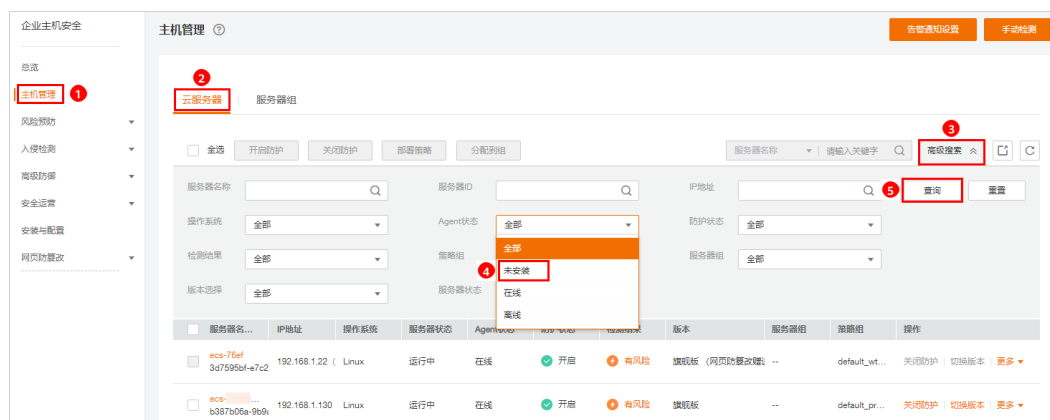 企业主机安全
主机管理 ?
告警通知设置 手动检测
总览
主机管理 1
风险预防
入侵检测
高级防御
安全运营
安装与配置
网页防篡改
2
云服务器 服务器组
3
全选 开启防护 关闭防护 部署策略 分配到组 服务器名称 请输入关键字 高级搜索
服务器名称 服务器ID IP地址 5 查询 重置
操作系统 全部 Agent状态 全部 防护状态 全部
全部
检测结果 全部 策略组 服务器组 全部
4 未安装
版本选择 全部 服务器状态 在线
离线
服务器名... IP地址 操作系统 服务器状态 Agent状态 防护状态 检测结果 版本 服务器组 策略组 操作
ecs-76ef
3d7595bf-e7c2 192.168.1.22 ( Linux 运行中 在线 开启 有风险 旗舰版 (网页防篡改赠 -- default_wt... 关闭防护 切换版本 更多
ecs- ...
b387b06a-9b9 192.168.1.130 Linux 运行中 在线 开启 有风险 旗舰版 -- default_pr... 关闭防护 切换版本 更多